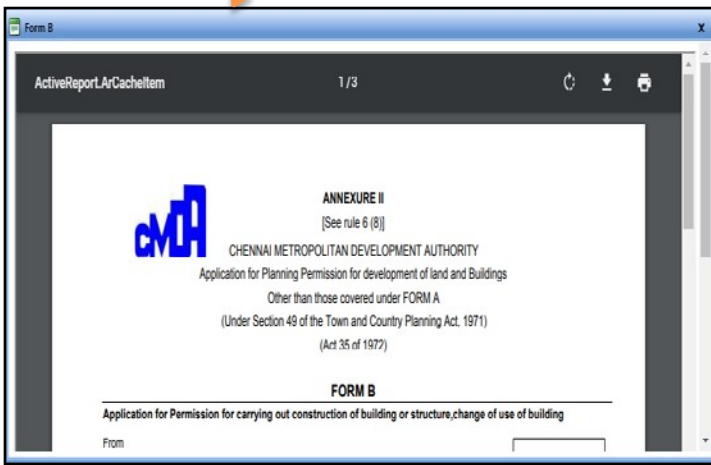 Form B
X
ActiveReport.ArCacheItem
1/3
CMDA
ANNEXURE II
[See rule 6 (8)]
CHENNAI METROPOLITAN DEVELOPMENT AUTHORITY
Application for Planning Permission for development of land and Buildings
Other than those covered under FORM A
(Under Section 49 of the Town and Country Planning Act, 1971)
(Act 35 of 1972)
FORM B
Application for Permission for carrying out construction of building or structure,change of use of building
From